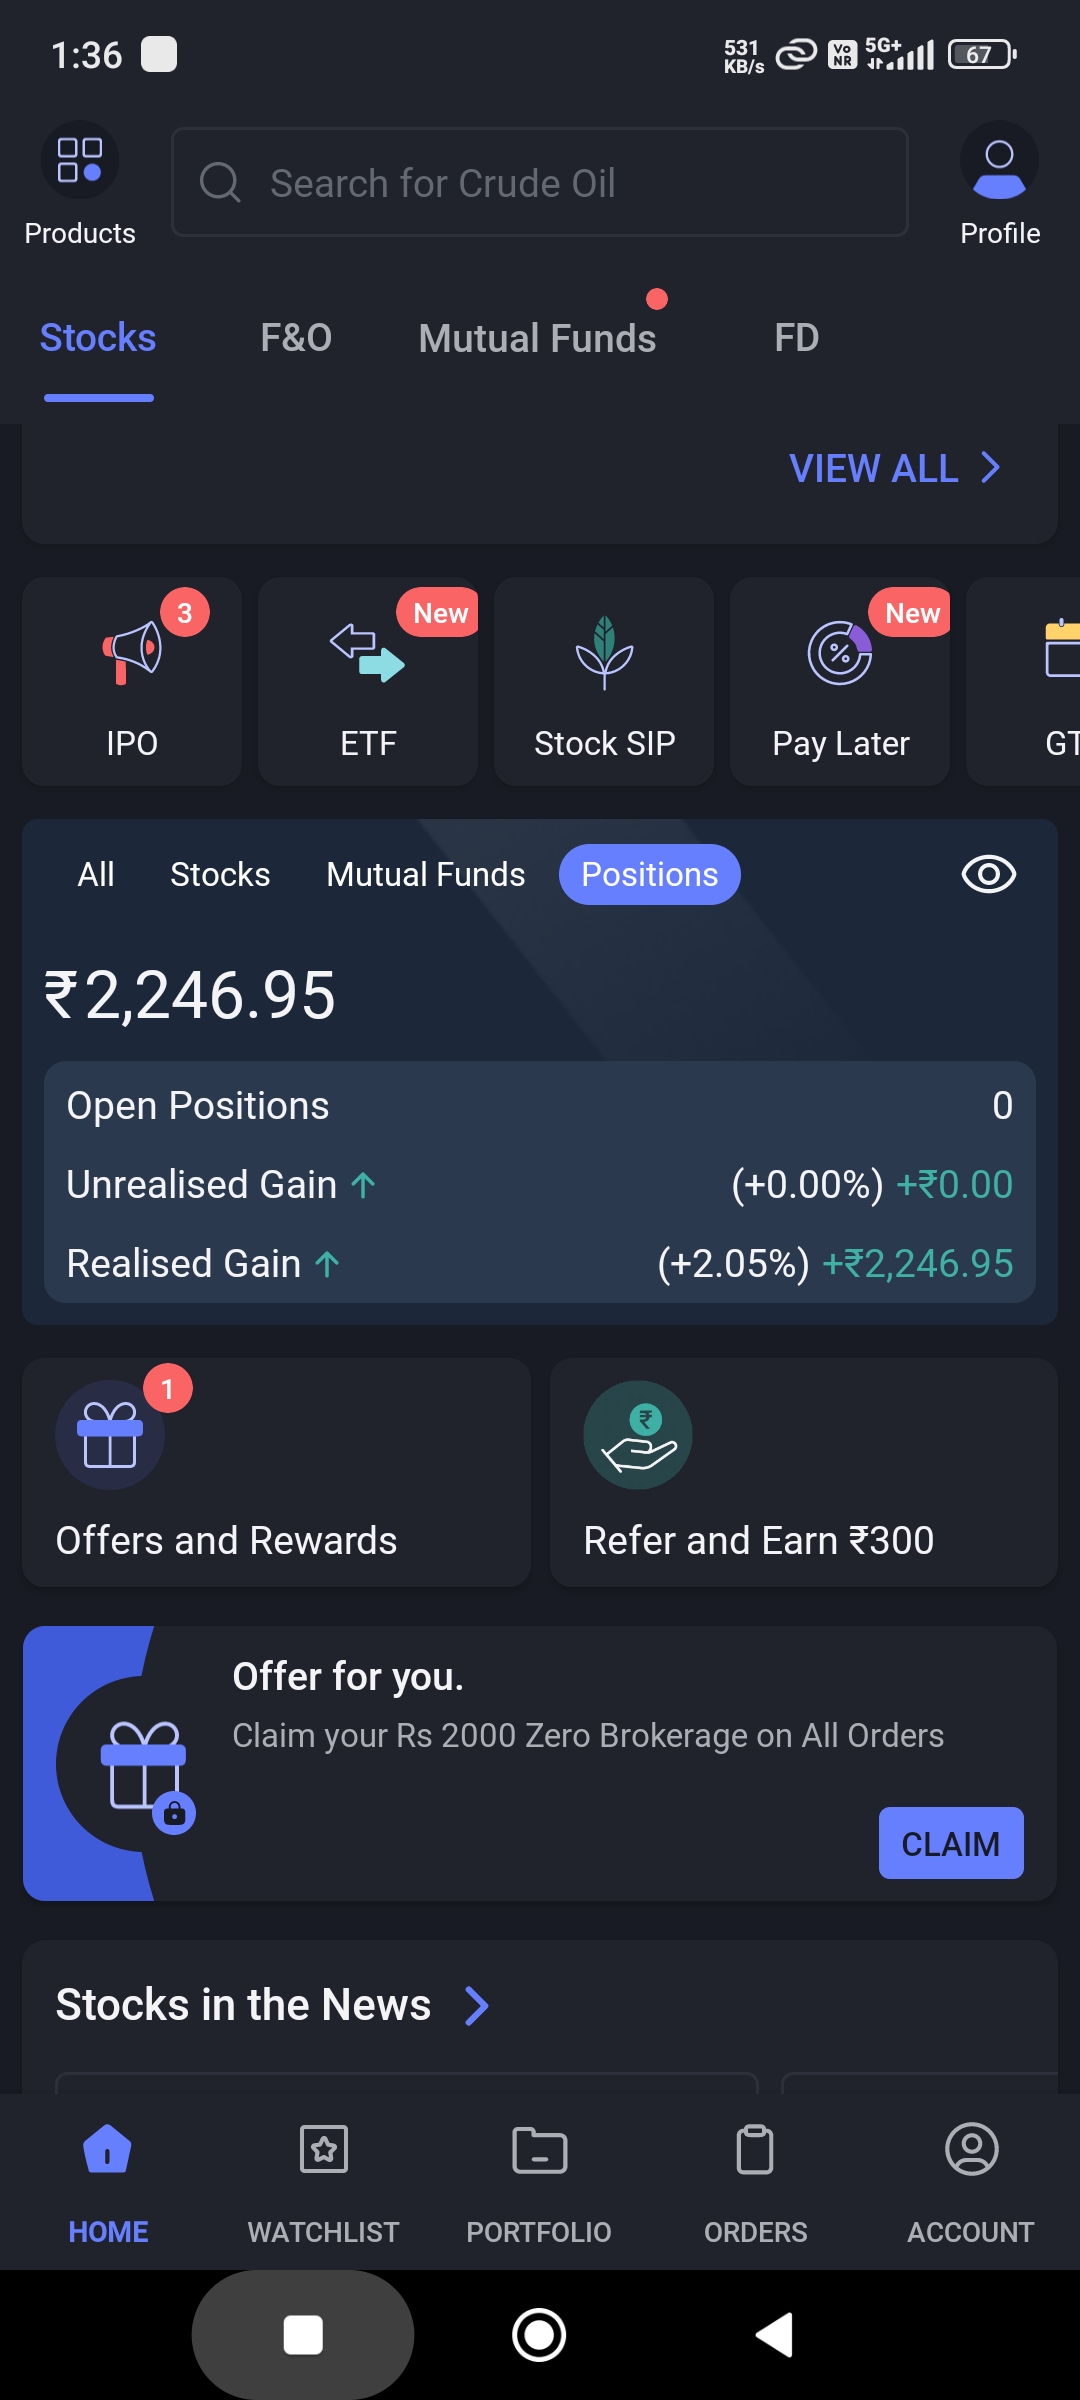 1:36
531 KB/s
Vo NR
5G+
67
Products
Search for Crude Oil
Profile
Stocks F&O Mutual Funds FD
VIEW ALL
3 New New
IPO ETF Stock SIP Pay Later GT
All Stocks Mutual Funds Positions
₹2,246.95
Open Positions 0
Unrealised Gain ↑ (+0.00%) +₹0.00
Realised Gain ↑ (+2.05%) +₹2,246.95
1
₹
Offers and Rewards Refer and Earn ₹300
Offer for you.
Claim your Rs 2000 Zero Brokerage on All Orders
CLAIM
Stocks in the News
HOME WATCHLIST PORTFOLIO ORDERS ACCOUNT